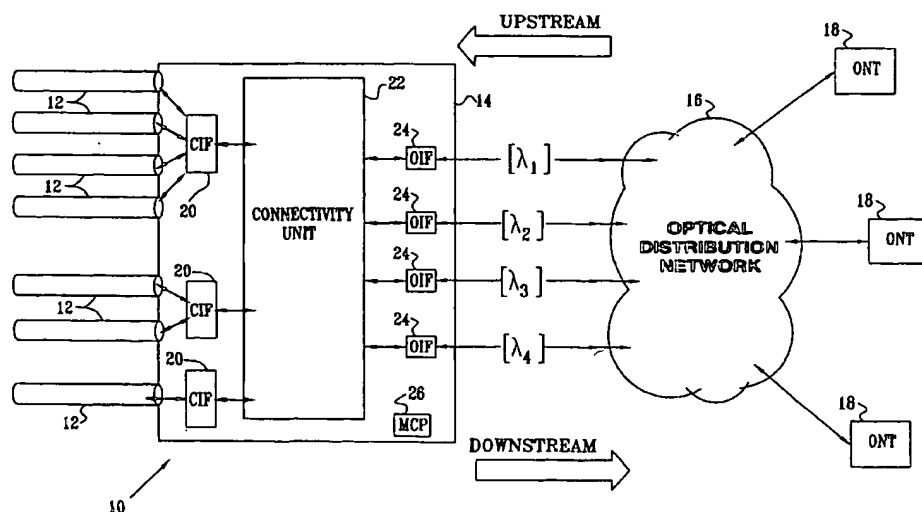 UPSTREAM
18
ONT
12
22
14
16
CIF
20
24
OIF
[λ1]
12
CONNECTIVITY UNIT
24
OIF
[λ2]
OPTICAL
DISTRIBUTION
NETWORK
18
ONT
20
12
CIF
24
OIF
[λ3]
24
OIF
[λ4]
20
CIF
12
26
MCP
18
ONT
DOWNSTREAM
10